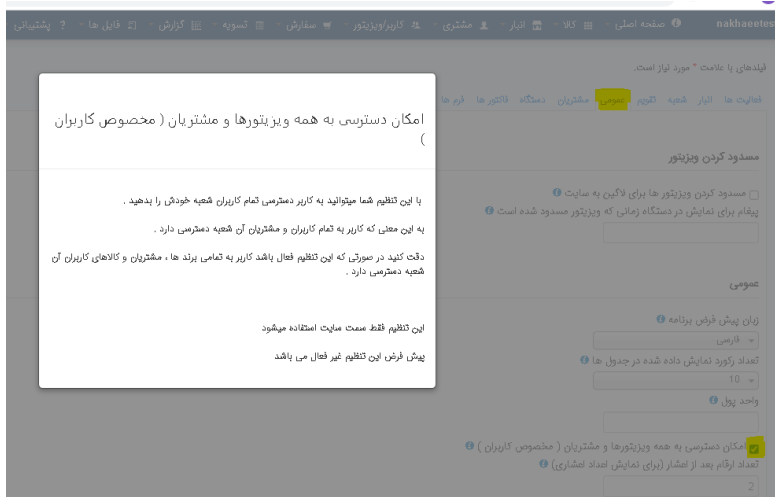 nakhaeetes صفحه اصلی کالا انبار مشتری کاربر/ویزیتور سفارش تسویه گزارش فایل ها پشتیبانی
فیلدهای با علامت * مورد نیاز است.
فعالیت ها انبار شعبه تقویم عمومی مشتریان دستگاه فاکتور ها فرم ها
امکان دسترسی به همه ویزیتورها و مشتریان ( مخصوص کاربران
)
با این تنظیم شما میتوانید به کاربر دسترسی تمام کاربران شعبه خودش را بدهید .
به این معنی که کاربر به تمام کاربران و مشتریان آن شعبه دسترسی دارد .
دقت کنید در صورتی که این تنظیم فعال باشد کاربر به تمامی برند ها ، مشتریان و کالاهای کاربران آن
شعبه دسترسی دارد .
این تنظیم فقط سمت سایت استفاده میشود
پیش فرض این تنظیم غیر فعال می باشد
مسدود کردن ویزیتور
مسدود کردن ویزیتور ها برای لاگین به سایت
پیغام برای نمایش در دستگاه زمانی که ویزیتور مسدود شده است
عمومی
زبان پیش فرض برنامه
فارسی
تعداد رکورد نمایش داده شده در جدول ها
10
واحد پول
امکان دسترسی به همه ویزیتورها و مشتریان ( مخصوص کاربران )
تعداد ارقام بعد از اعشار (برای نمایش اعداد اعشاری)
2